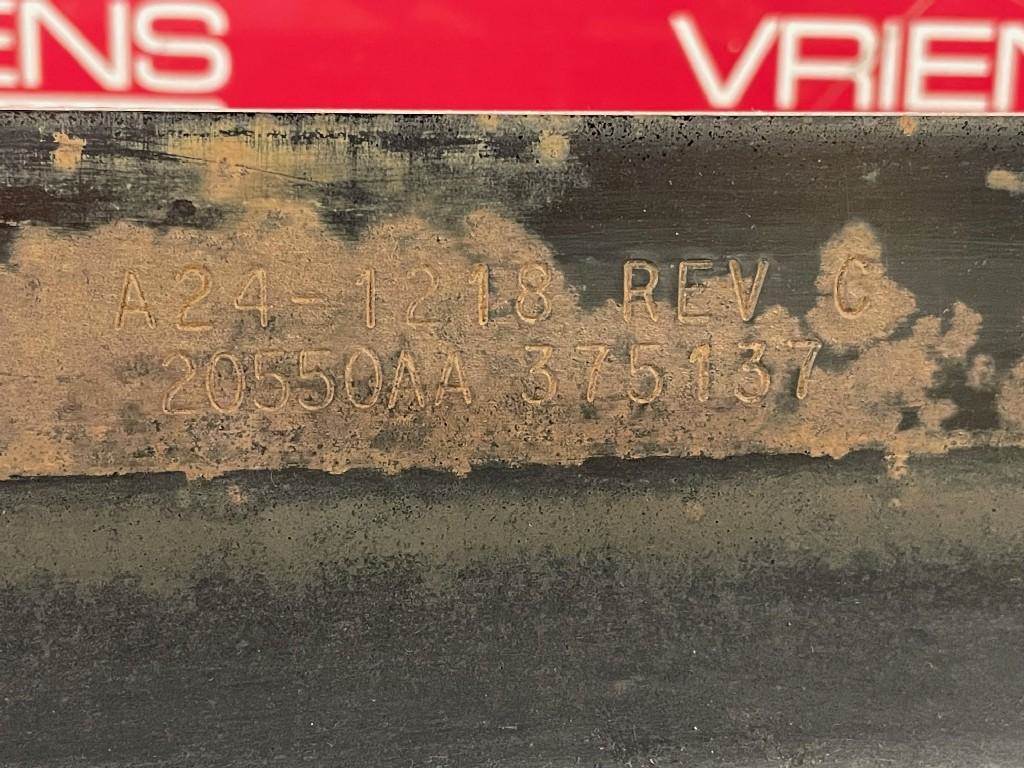 ENS VRIEN
A24-1218 REV C
20550AA 375137